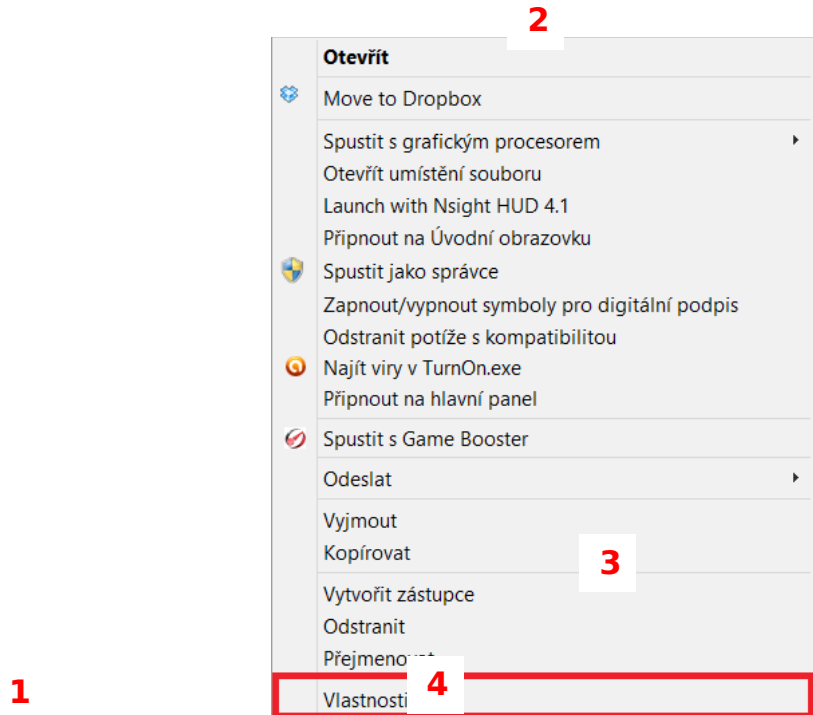 2
Otevřít
Move to Dropbox
Spustit s grafickým procesorem
Otevřít umístění souboru
Launch with Nsight HUD 4.1
Připnout na Úvodní obrazovku
Spustit jako správce
Zapnout/vypnout symboly pro digitální podpis
Odstranit potíže s kompatibilitou
Najít viry v TurnOn.exe
Připnout na hlavní panel
Spustit s Game Booster
Odeslat
Vyjmout
Kopírovat
3
Vytvořit zástupce
Odstranit
Přejmenovat
1
Vlastnosti
4